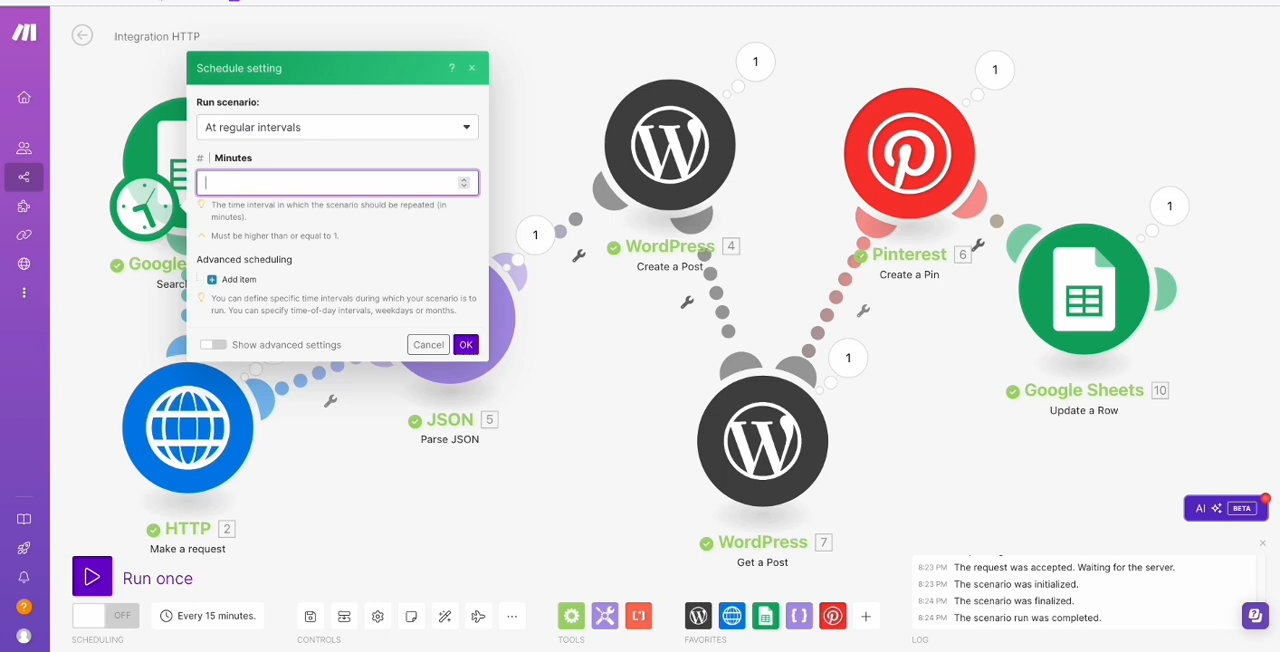 Integration HTTP
Schedule setting
?
×
Run scenario:
At regular intervals
# Minutes
The time interval in which the scenario should be repeated (in
minutes).
Must be higher than or equal to 1.
Advanced scheduling
Add item
You can define specific time intervals during which your scenario is to
run. You can specify time-of-day intervals, weekdays or months.
Show advanced settings
Cancel
OK
1
1
1
1
1
Google
Searc
WordPress 4
Create a Post
Pinterest 6
Create a Pin
Google Sheets 10
Update a Row
JSON 5
Parse JSON
HTTP 2
Make a request
WordPress 7
Get a Post
AI BETA
Run once
OFF
Every 15 minutes.
SCHEDULING
CONTROLS
TOOLS
FAVORITES
LOG
8:23 PM The request was accepted. Waiting for the server.
8:23 PM The scenario was initialized.
8:24 PM The scenario was finalized.
8:24 PM The scenario run was completed.